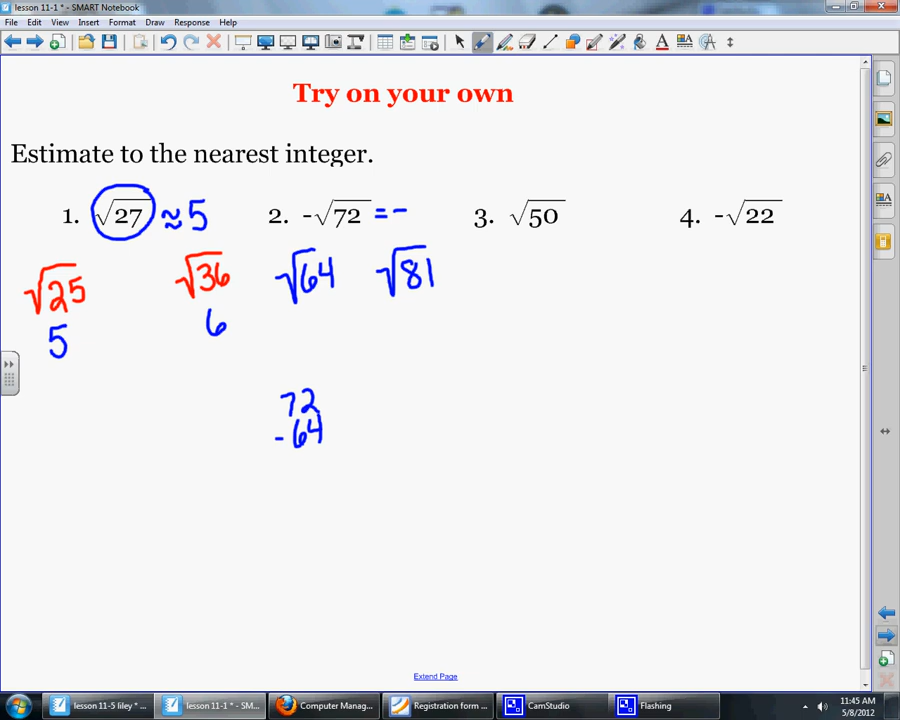 lesson 11-1 * - SMART Notebook
File Edit View Insert Format Draw Response Help
Try on your own
Estimate to the nearest integer.
1. √27 ≈5 2. -√72 =- 3. √50 4. -√22
√25 √36 √64 √81
5 6
72
-64
Extend Page
lesson 11-5 liley * ... lesson 11-1 * - SM... Computer Manag... Registration form ... CamStudio Flashing 11:45 AM
5/8/2012